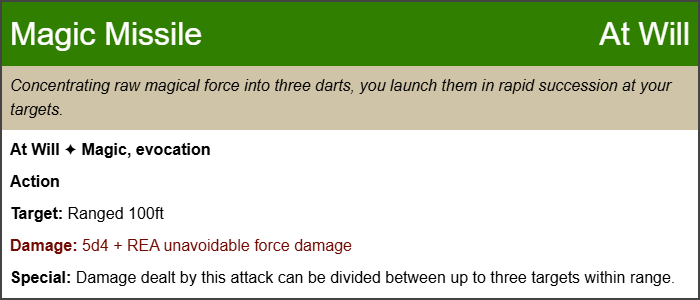 Magic Missile At Will
Concentrating raw magical force into three darts, you launch them in rapid succession at your
targets.
At Will ✦ Magic, evocation
Action
Target: Ranged 100ft
Damage: 5d4 + REA unavoidable force damage
Special: Damage dealt by this attack can be divided between up to three targets within range.